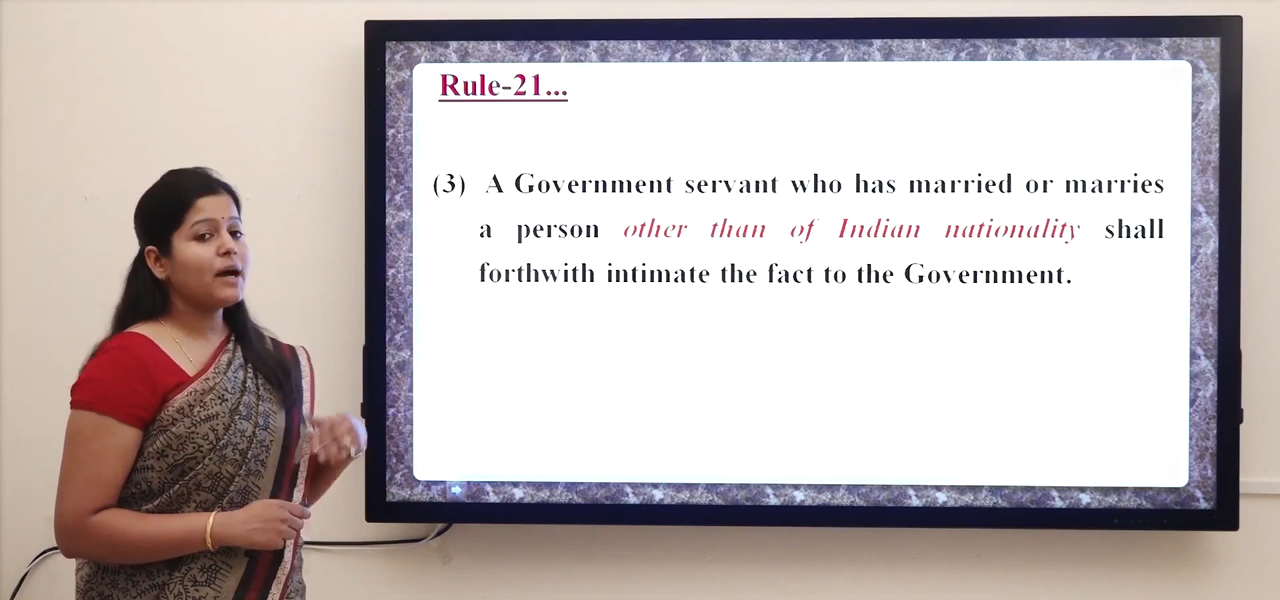 Rule-21...
(3) A Government servant who has married or marries
a person other than of Indian nationality shall
forthwith intimate the fact to the Government.